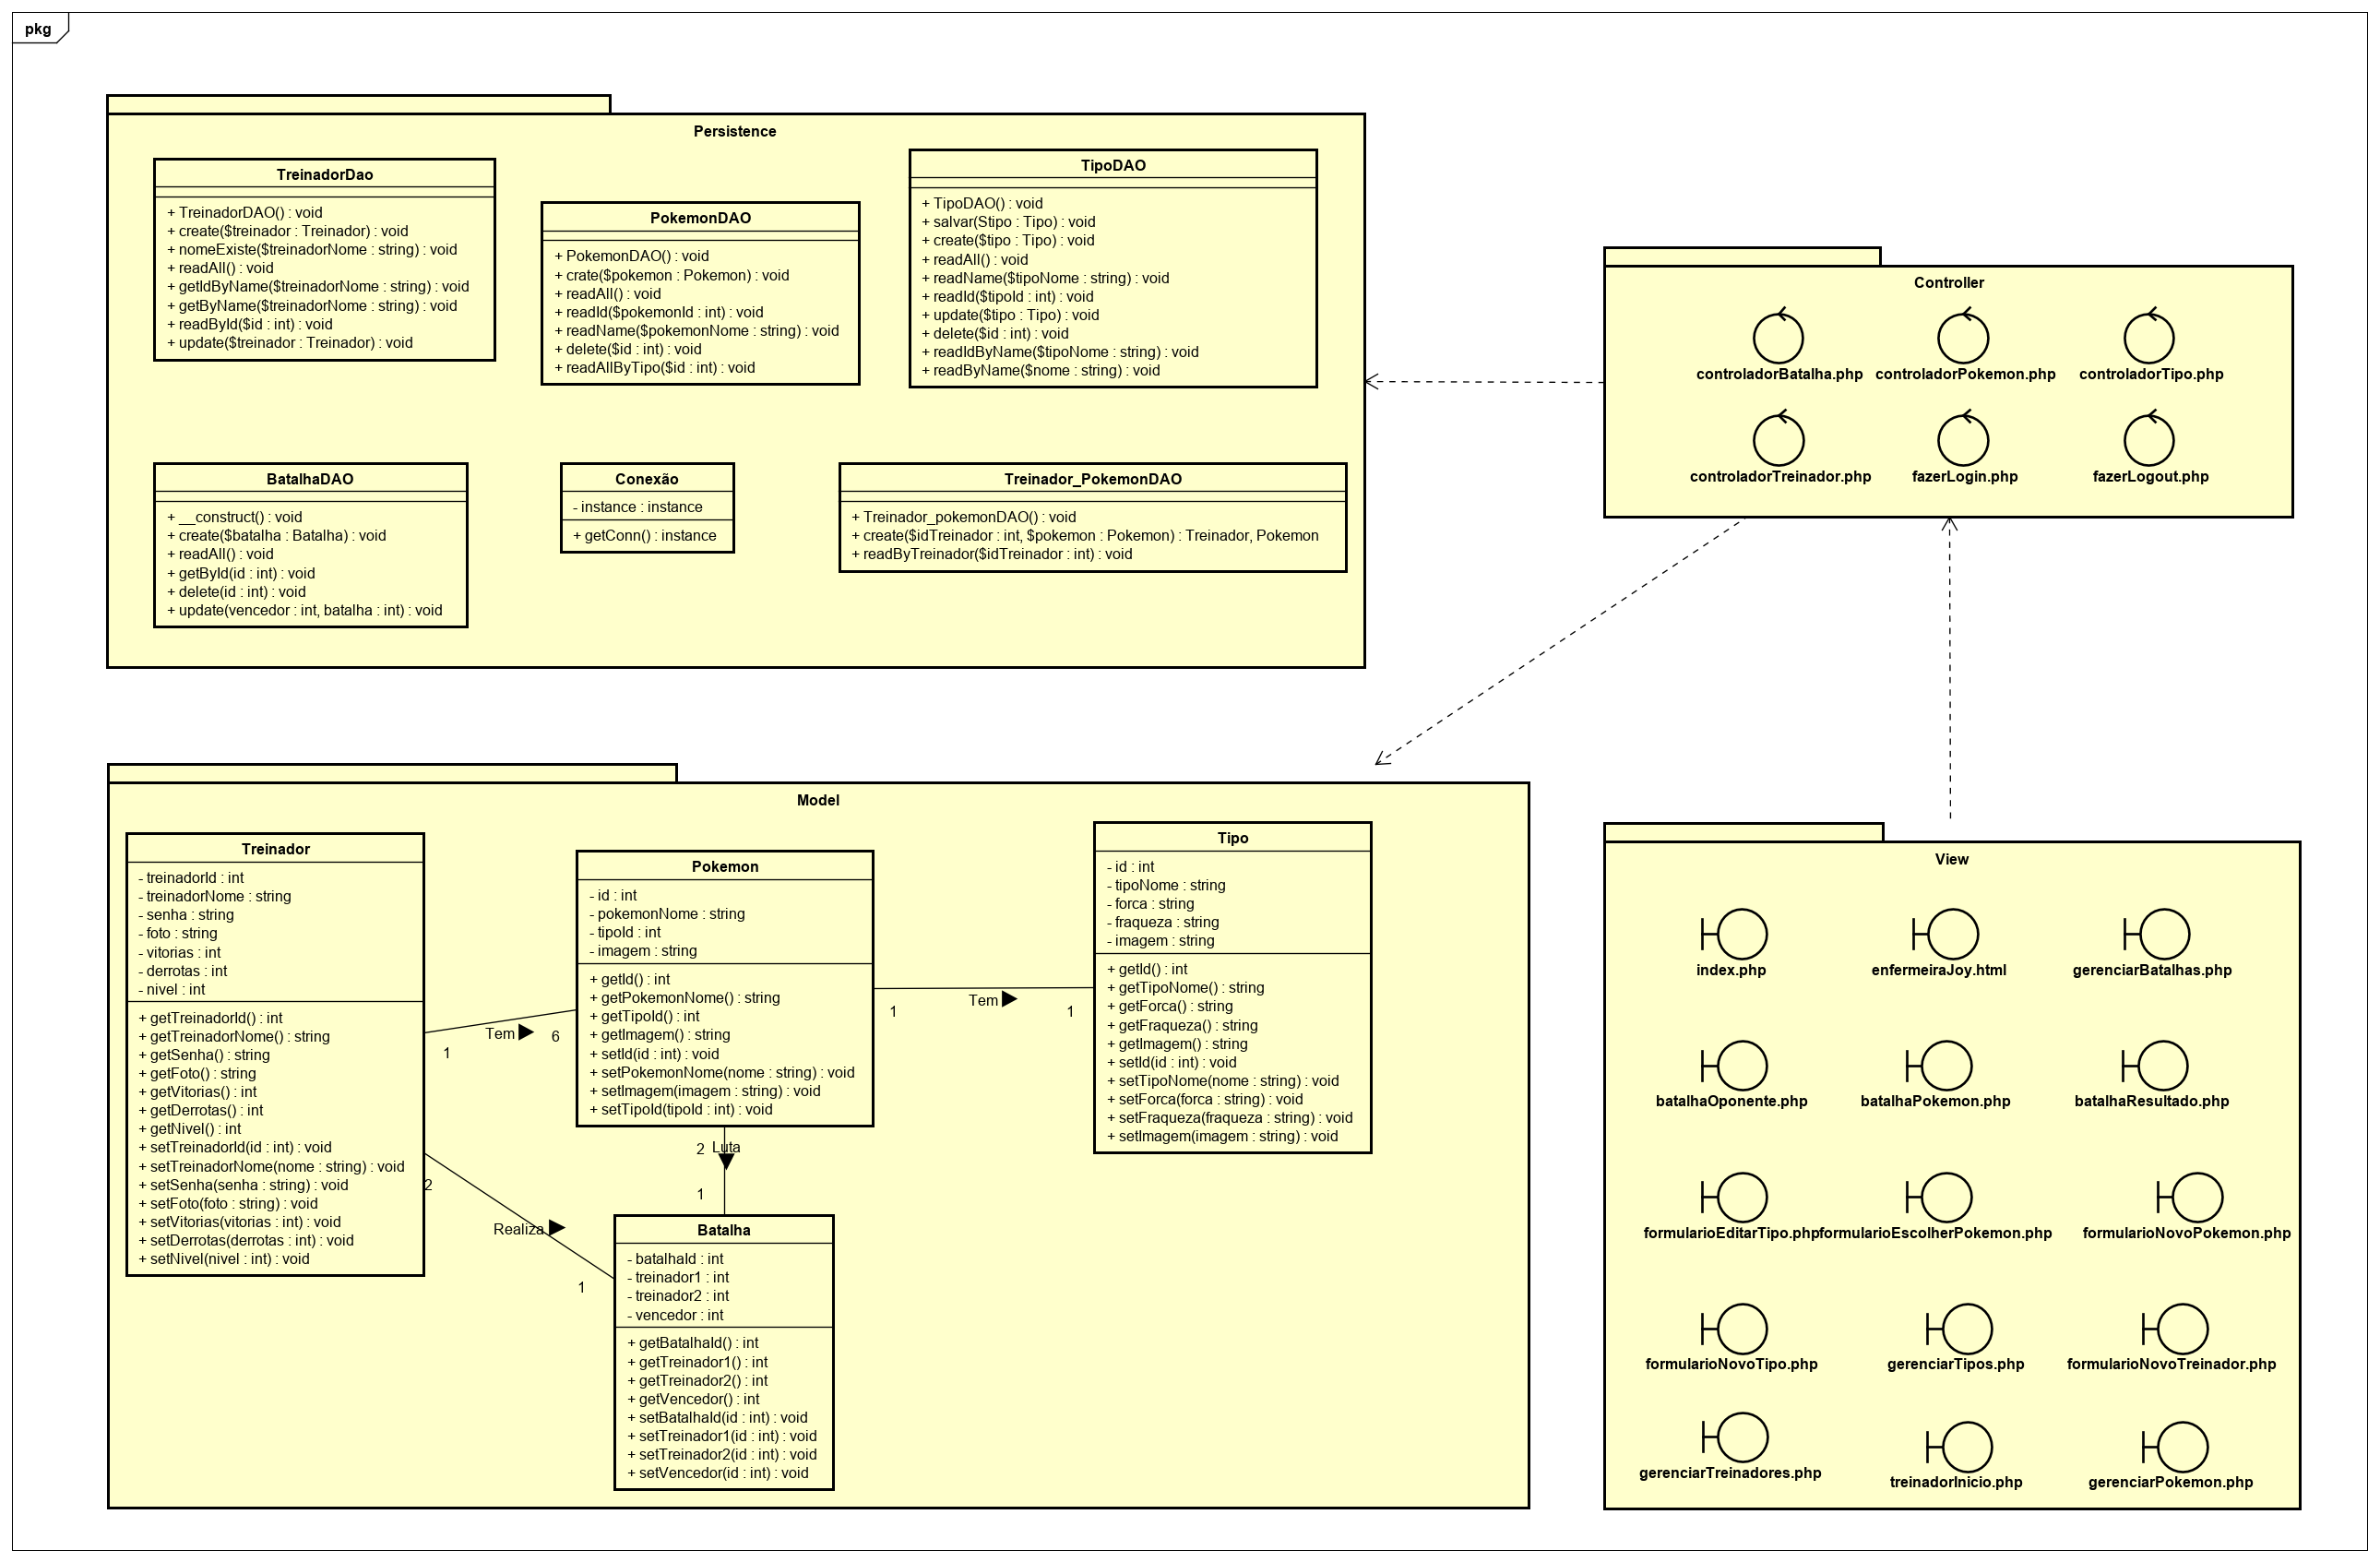 pkg
Persistence
TreinadorDao
+ TreinadorDAO() : void
+ create($treinador : Treinador) : void
+ nomeExiste($treinadorNome : string) : void
+ readAll() : void
+ getIdByName($treinadorNome : string) : void
+ getByName($treinadorNome : string) : void
+ readById($id : int) : void
+ update($treinador : Treinador) : void
PokemonDAO
+ PokemonDAO() : void
+ crate($pokemon : Pokemon) : void
+ readAll() : void
+ readId($pokemonId : int) : void
+ readName($pokemonNome : string) : void
+ delete($id : int) : void
+ readAllByTipo($id : int) : void
TipoDAO
+ TipoDAO() : void
+ salvar(Stipo : Tipo) : void
+ create($tipo : Tipo) : void
+ readAll() : void
+ readName($tipoNome : string) : void
+ readId($tipoId : int) : void
+ update($tipo : Tipo) : void
+ delete($id : int) : void
+ readIdByName($tipoNome : string) : void
+ readByName($nome : string) : void
BatalhaDAO
+ __construct() : void
+ create($batalha : Batalha) : void
+ readAll() : void
+ getById(id : int) : void
+ delete(id : int) : void
+ update(vencedor : int, batalha : int) : void
Conexão
- instance : instance
+ getConn() : instance
Treinador_PokemonDAO
+ Treinador_pokemonDAO() : void
+ create($idTreinador : int, $pokemon : Pokemon) : Treinador, Pokemon
+ readByTreinador($idTreinador : int) : void
Controller
controladorBatalha.php
controladorPokemon.php
controladorTipo.php
controladorTreinador.php
fazerLogin.php
fazerLogout.php
Model
Treinador
- treinadorId : int
- treinadorNome : string
- senha : string
- foto : string
- vitorias : int
- derrotas : int
- nivel : int
+ getTreinadorId() : int
+ getTreinadorNome() : string
+ getSenha() : string
+ getFoto() : string
+ getVitorias() : int
+ getDerrotas() : int
+ getNivel() : int
+ setTreinadorId(id : int) : void
+ setTreinadorNome(nome : string) : void
+ setSenha(senha : string) : void
+ setFoto(foto : string) : void
+ setVitorias(vitorias : int) : void
+ setDerrotas(derrotas : int) : void
+ setNivel(nivel : int) : void
1
Tem
6
Pokemon
- id : int
- pokemonNome : string
- tipoId : int
- imagem : string
+ getId() : int
+ getPokemonNome() : string
+ getTipoId() : int
+ getImagem() : string
+ setId(id : int) : void
+ setPokemonNome(nome : string) : void
+ setImagem(imagem : string) : void
+ setTipoId(tipoId : int) : void
1
Tem
1
Tipo
- id : int
- tipoNome : string
- forca : string
- fraqueza : string
- imagem : string
+ getId() : int
+ getTipoNome() : string
+ getForca() : string
+ getFraqueza() : string
+ getImagem() : string
+ setId(id : int) : void
+ setTipoNome(nome : string) : void
+ setForca(forca : string) : void
+ setFraqueza(fraqueza : string) : void
+ setImagem(imagem : string) : void
2
Luta
1
2
Realiza
1
Batalha
- batalhaId : int
- treinador1 : int
- treinador2 : int
- vencedor : int
+ getBatalhaId() : int
+ getTreinador1() : int
+ getTreinador2() : int
+ getVencedor() : int
+ setBatalhaId(id : int) : void
+ setTreinador1(id : int) : void
+ setTreinador2(id : int) : void
+ setVencedor(id : int) : void
View
index.php
enfermeiraJoy.html
gerenciarBatalhas.php
batalhaOponente.php
batalhaPokemon.php
batalhaResultado.php
formularioEditarTipo.php
formularioEscolherPokemon.php
formularioNovoPokemon.php
formularioNovoTipo.php
gerenciarTipos.php
formularioNovoTreinador.php
gerenciarTreinadores.php
treinadorInicio.php
gerenciarPokemon.php